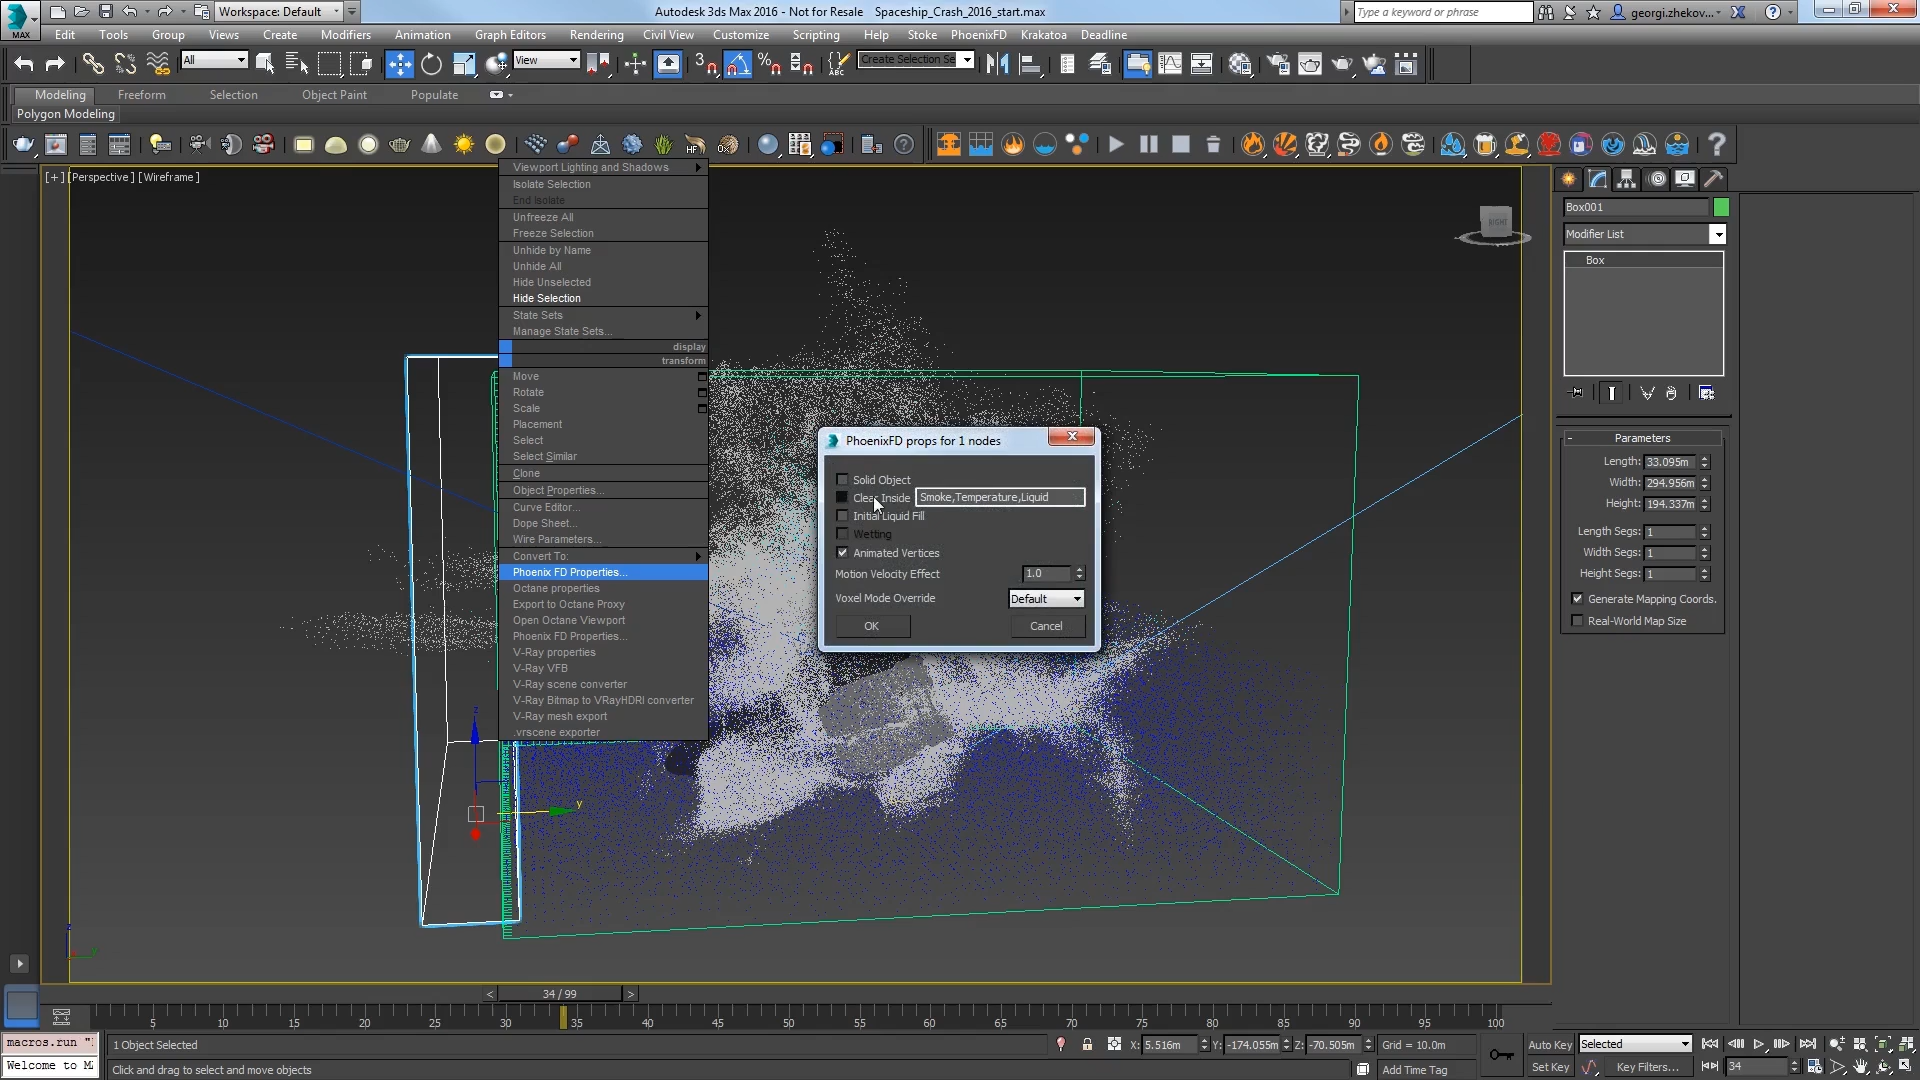 MAX
Workspace: Default
Autodesk 3ds Max 2016 - Not for Resale    Spaceship_Crash_2016_start.max
Type a keyword or phrase
georgi.zhekov...
Edit Tools Group Views Create Modifiers Animation Graph Editors Rendering Civil View Customize Scripting Help Stoke PhoenixFD Krakatoa Deadline
All
View
3
%
ABC
Create Selection Se
Modeling Freeform Selection Object Paint Populate
Polygon Modeling
HF
[+] [Perspective ] [Wireframe ]
RIGHT
Viewport Lighting and Shadows
Isolate Selection
End Isolate
Unfreeze All
Freeze Selection
Unhide by Name
Unhide All
Hide Unselected
Hide Selection
State Sets
Manage State Sets...
display
transform
Move
Rotate
Scale
Placement
Select
Select Similar
Clone
Object Properties...
Curve Editor...
Dope Sheet...
Wire Parameters...
Convert To:
Phoenix FD Properties...
Octane properties
Export to Octane Proxy
Open Octane Viewport
Phoenix FD Properties...
V-Ray properties
V-Ray VFB
V-Ray scene converter
V-Ray Bitmap to VRayHDRI converter
V-Ray mesh export
.vrscene exporter
PhoenixFD props for 1 nodes
Solid Object
Clear Inside Smoke,Temperature,Liquid
Initial Liquid Fill
Wetting
Animated Vertices
Motion Velocity Effect 1.0
Voxel Mode Override Default
OK Cancel
Box001
Modifier List
Box
- Parameters
Length: 33.095m
Width: 294.956m
Height: 194.337m
Length Segs: 1
Width Segs: 1
Height Segs: 1
Generate Mapping Coords.
Real-World Map Size
z
y
z
< 34 / 99 >
5 10 15 20 25 30 35 40 45 50 55 60 65 70 75 80 85 90 95 100
macros.run "
1 Object Selected
X: 5.516m Y: -174.055m Z: -70.505m Grid = 10.0m
Auto Key Selected
Welcome to M
Click and drag to select and move objects
Add Time Tag
Set Key Key Filters...
34